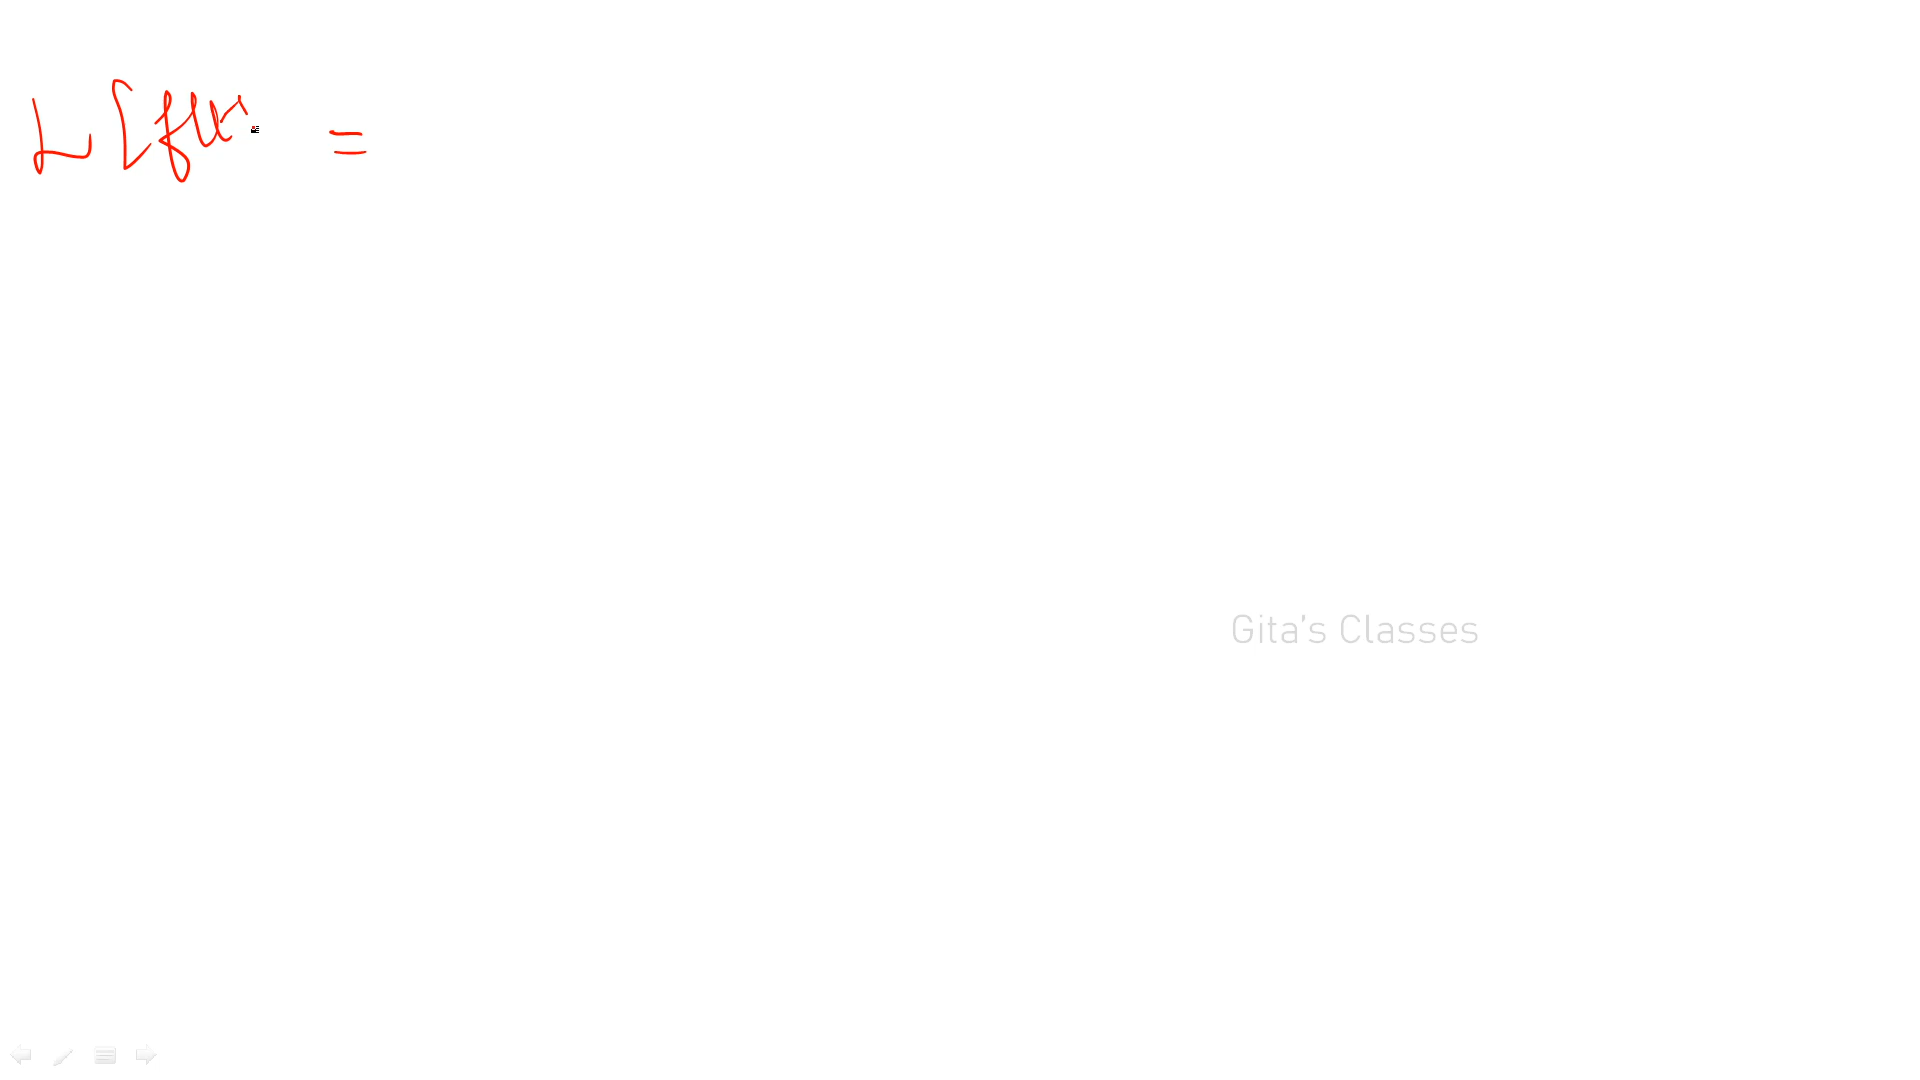 L[f(t) =
Gita's Classes